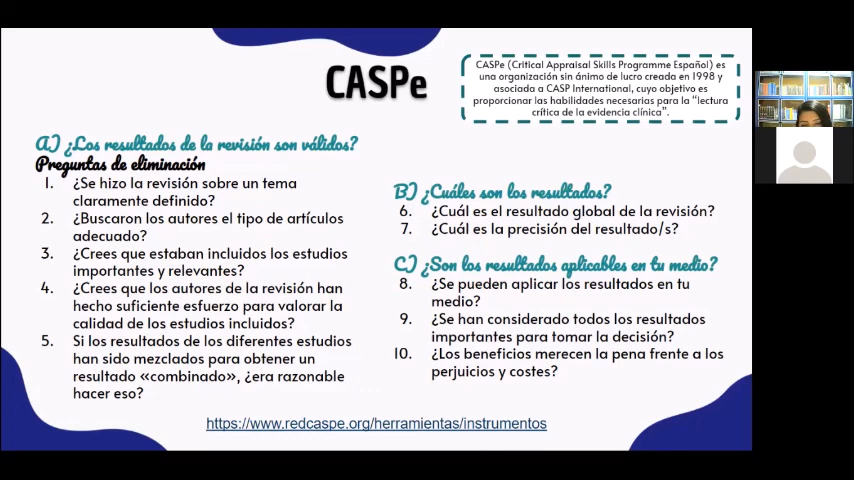 CASPe
CASPe (Critical Appraisal Skills Programme Español) es
una organización sin ánimo de lucro creada en 1998 y
asociada a CASP International, cuyo objetivo es
proporcionar las habilidades necesarias para la “lectura
crítica de la evidencia clínica”.
A) ¿Los resultados de la revisión son válidos?
Preguntas de eliminación
1. ¿Se hizo la revisión sobre un tema
claramente definido?
2. ¿Buscaron los autores el tipo de artículos
adecuado?
3. ¿Crees que estaban incluidos los estudios
importantes y relevantes?
4. ¿Crees que los autores de la revisión han
hecho suficiente esfuerzo para valorar la
calidad de los estudios incluidos?
5. Si los resultados de los diferentes estudios
han sido mezclados para obtener un
resultado «combinado», ¿era razonable
hacer eso?
B) ¿Cuáles son los resultados?
6. ¿Cuál es el resultado global de la revisión?
7. ¿Cuál es la precisión del resultado/s?
C) ¿Son los resultados aplicables en tu medio?
8. ¿Se pueden aplicar los resultados en tu
medio?
9. ¿Se han considerado todos los resultados
importantes para tomar la decisión?
10. ¿Los beneficios merecen la pena frente a los
perjuicios y costes?
https://www.redcaspe.org/herramientas/instrumentos